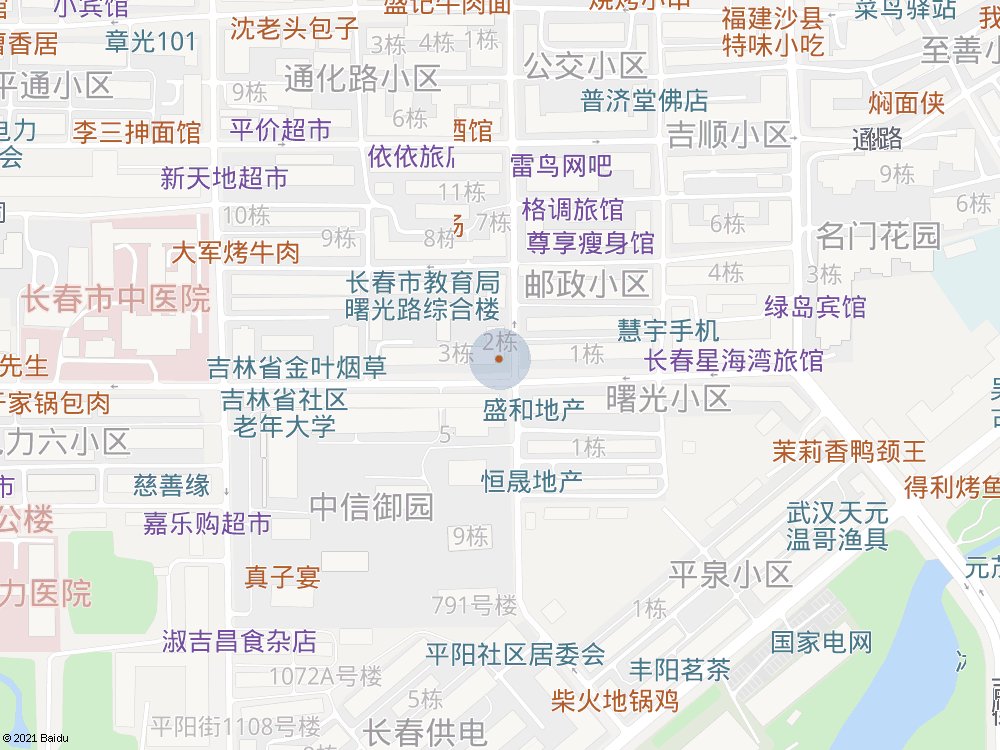 小宾馆
盛记牛肉面
烧烤小串
菜鸟驿站
沈老头包子
福建沙县
特味小吃
章光101
3栋
4栋
1栋
曹香居
通化路小区
公交小区
至善小
平通小区
9栋
普济堂佛店
焖面侠
6栋
电力
会
李三抻面馆
平价超市
酒馆
吉顺小区
通
路
依依旅店
雷鸟网吧
新天地超市
11栋
9栋
10栋
格调旅馆
6栋
6栋
7栋
场
9栋
8栋
尊享瘦身馆
名门花园
大军烤牛肉
4栋
3栋
长春市教育局
曙光路综合楼
邮政小区
长春市中医院
绿岛宾馆
慧宇手机
2栋
3栋
1栋
先生
吉林省金叶烟草
长春星海湾旅馆
于家锅包肉
吉林省社区
老年大学
盛和地产
曙光小区
5
电力六小区
1栋
茉莉香鸭颈王
慈善缘
恒晟地产
得利烤鱼
市
中信御园
武汉天元
温哥渔具
公楼
嘉乐购超市
9栋
元茂
真子宴
平泉小区
力医院
791号楼
1栋
淑吉昌食杂店
平阳社区居委会
国家电网
丰阳茗茶
1072A号楼
5栋
柴火地锅鸡
平阳街1108号楼
长春供电
© 2021 Baidu